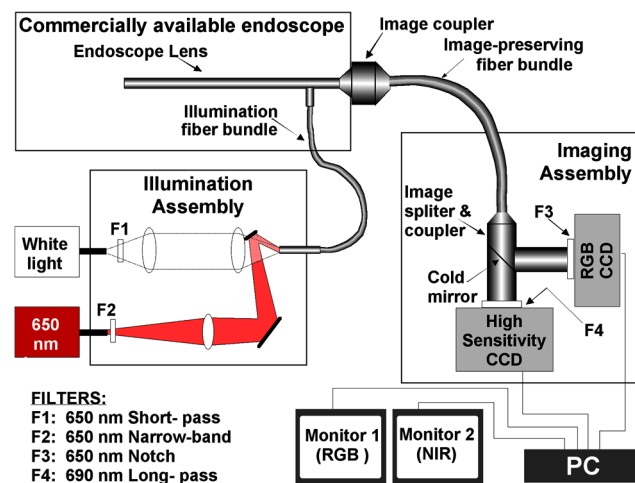 Commercially available endoscope
Endoscope Lens
Image coupler
Image-preserving
fiber bundle
Illumination
fiber bundle
Illumination
Assembly
Imaging
Assembly
White
light
F1
650
nm
F2
Image
spliter &
coupler
Cold
mirror
F3
RGB
CCD
F4
High
Sensitivity
CCD
FILTERS:
F1: 650 nm Short- pass
F2: 650 nm Narrow-band
F3: 650 nm Notch
F4: 690 nm Long- pass
Monitor 1
(RGB )
Monitor 2
(NIR)
PC